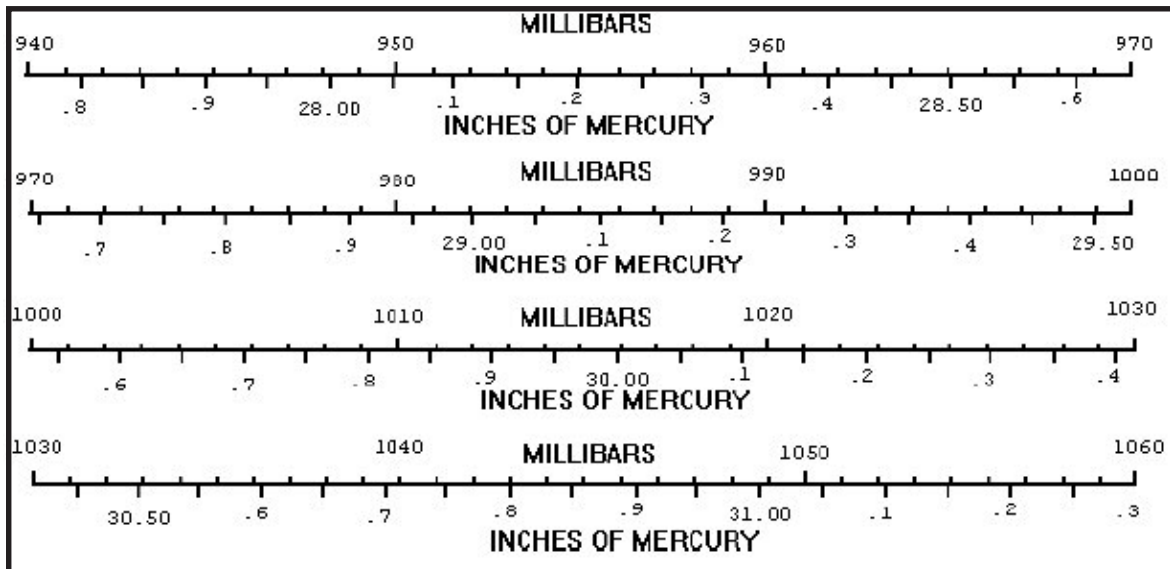 MILLIBARS
940 950 960 970
.8 .9 28.00 .1 .2 .3 .4 28.50 .6
INCHES OF MERCURY
MILLIBARS
970 980 990 1000
.7 .8 .9 29.00 .1 .2 .3 .4 29.50
INCHES OF MERCURY
1000 1010 MILLIBARS 1020 1030
.6 .7 .8 .9 30.00 .1 .2 .3 .4
INCHES OF MERCURY
1030 1040 MILLIBARS 1050 1060
30.50 .6 .7 .8 .9 31.00 .1 .2 .3
INCHES OF MERCURY